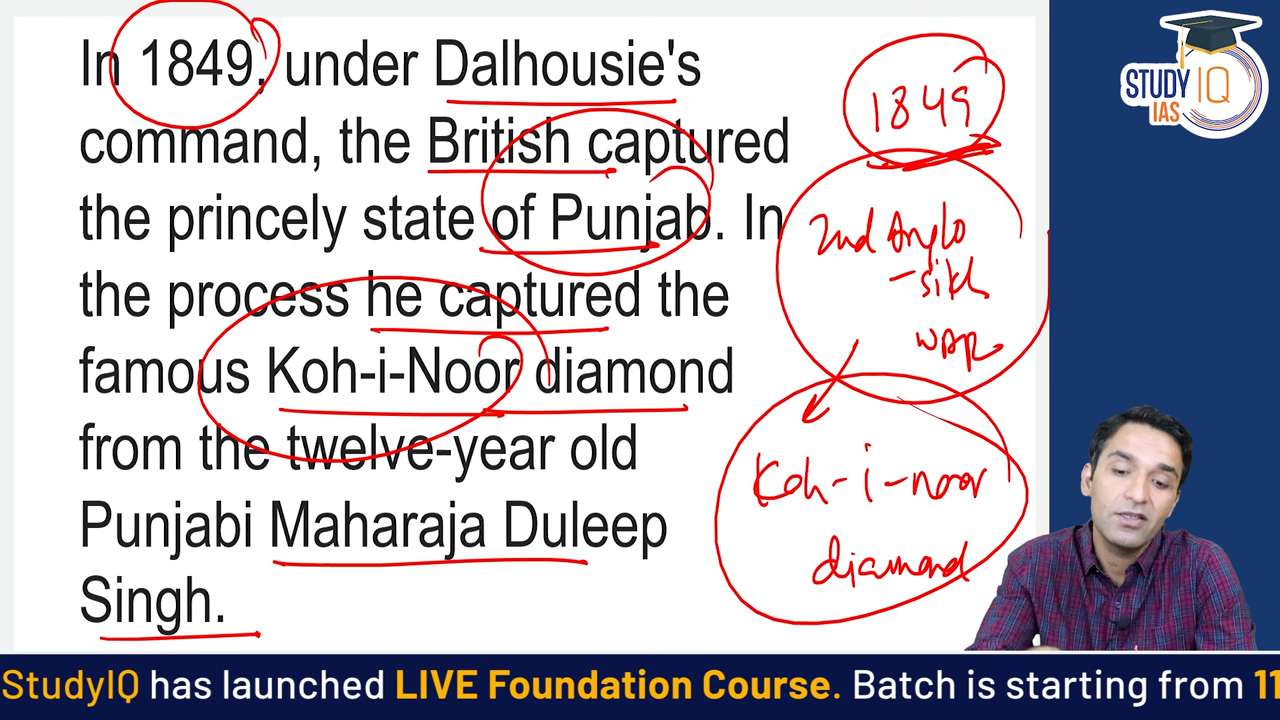 In 1849, under Dalhousie's
command, the British captured
the princely state of Punjab. In
the process he captured the
famous Koh-i-Noor diamond
from the twelve-year old
Punjabi Maharaja Duleep
Singh.
1849
2nd Anglo
-sikh
war
Koh-i-noor
diamond
STUDY IQ
IAS
StudyIQ has launched LIVE Foundation Course. Batch is starting from 11